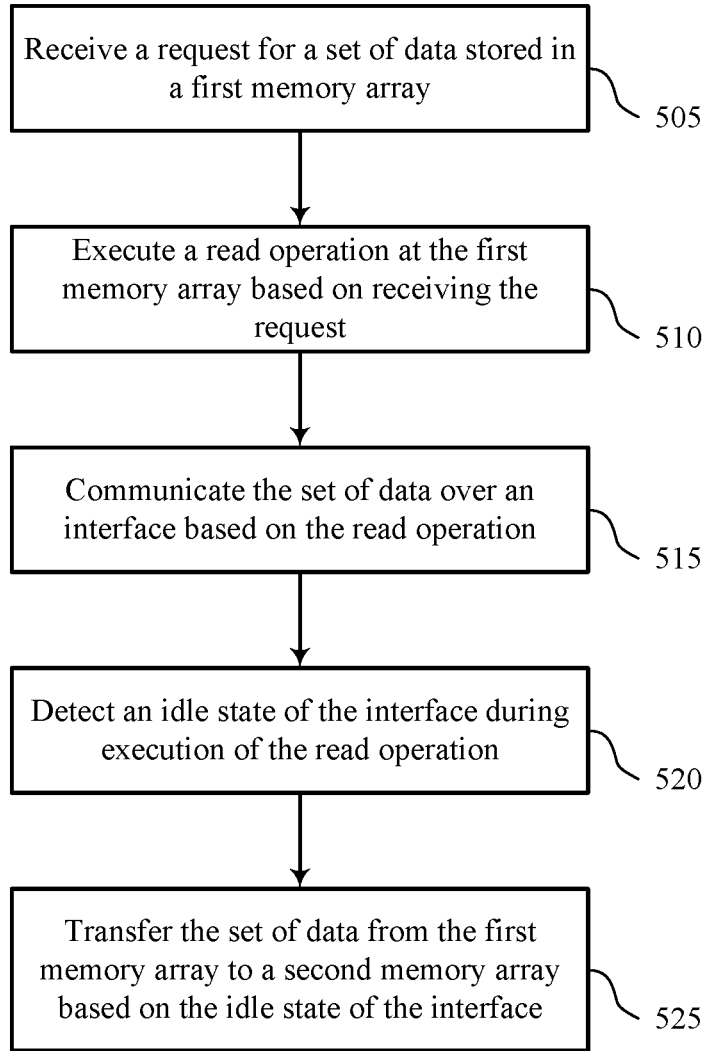 Receive a request for a set of data stored in
a first memory array
505
Execute a read operation at the first
memory array based on receiving the
request
510
Communicate the set of data over an
interface based on the read operation
515
Detect an idle state of the interface during
execution of the read operation
520
Transfer the set of data from the first
memory array to a second memory array
based on the idle state of the interface
525